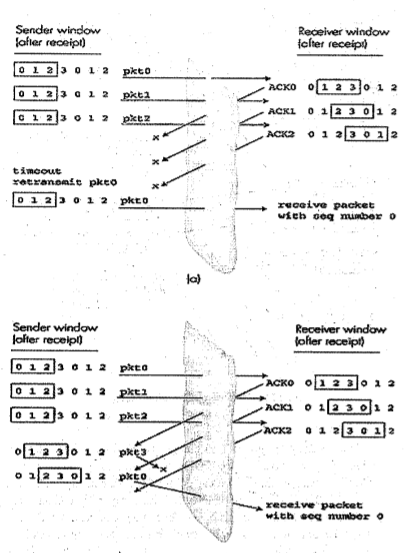 Sender window
(after receipt)
Receiver window
(after receipt)
0 1 2 3 0 1 2 pkt0
ACK0 0 1 2 3 0 1 2
0 1 2 3 0 1 2 pkt1
ACK1 0 1 2 3 0 1 2
0 1 2 3 0 1 2 pkt2
ACK2 0 1 2 3 0 1 2
x
x
timeout
retransmit pkt0
x
0 1 2 3 0 1 2 pkt0
receive packet
with seq number 0
(a)
Sender window
(after receipt)
Receiver window
(after receipt)
0 1 2 3 0 1 2 pkt0
ACK0 0 1 2 3 0 1 2
0 1 2 3 0 1 2 pkt1
ACK1 0 1 2 3 0 1 2
0 1 2 3 0 1 2 pkt2
ACK2 0 1 2 3 0 1 2
0 1 2 3 0 1 2 pkt3
x
0 1 2 3 0 1 2 pkt0
receive packet
with seq number 0